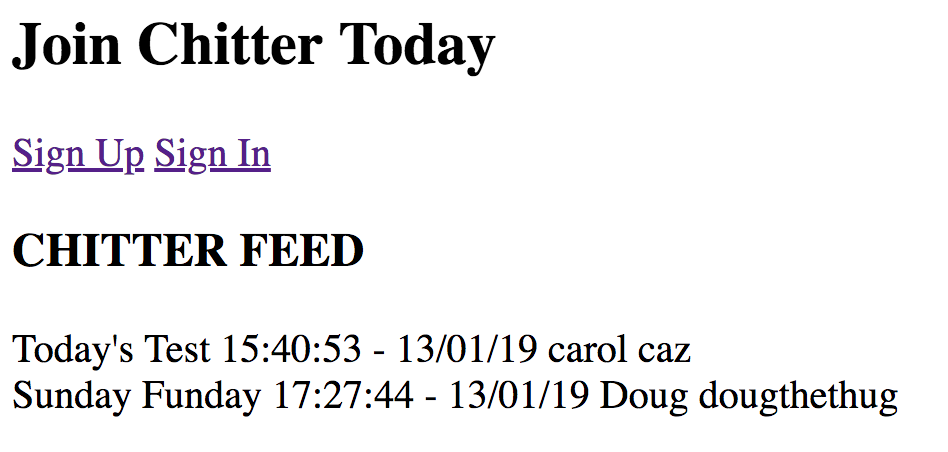 Join Chitter Today
Sign Up Sign In
CHITTER FEED
Today's Test 15:40:53 - 13/01/19 carol caz
Sunday Funday 17:27:44 - 13/01/19 Doug dougthethug